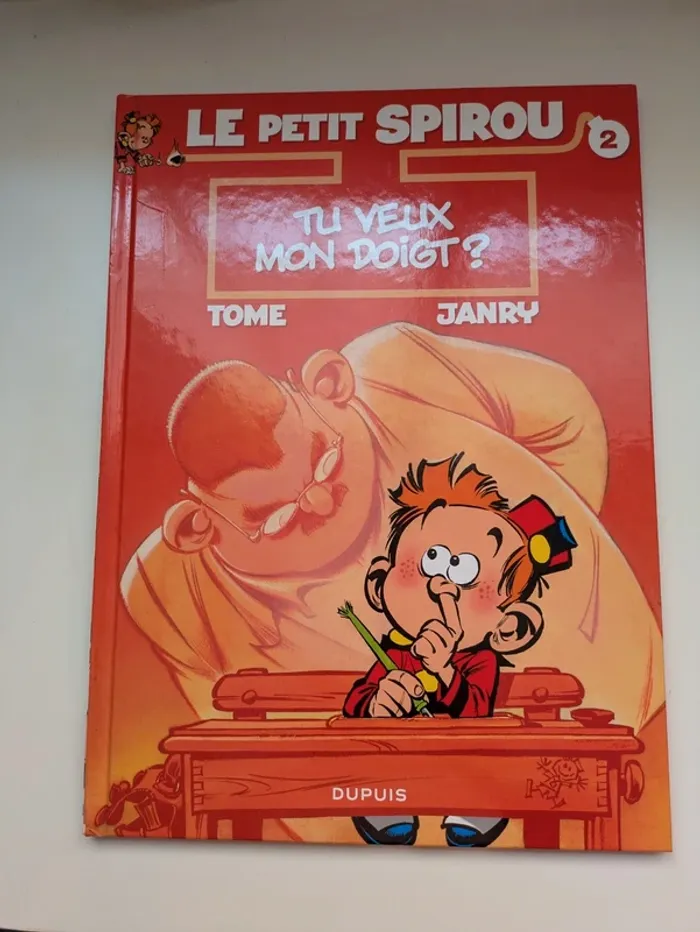 LE PETIT SPIROU
2
TU VEUX
MON DOiGT?
TOME JANRY
DUPUIS